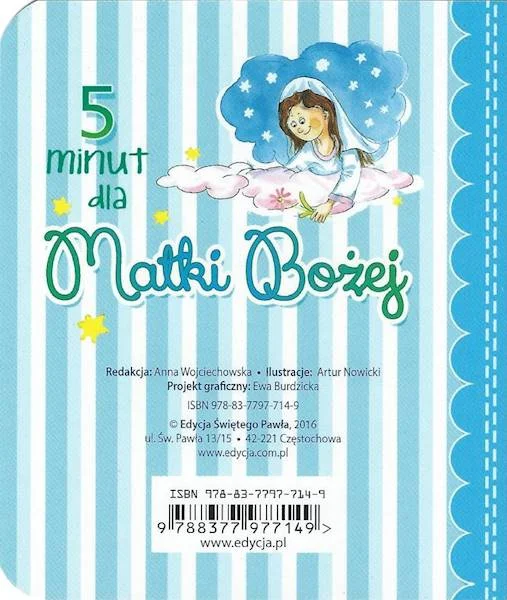 5
minut
dla
Matki Bożej
Redakcja: Anna Wojciechowska • Ilustracje: Artur Nowicki
Projekt graficzny: Ewa Burdzicka
ISBN 978-83-7797-714-9
© Edycja Świętego Pawła, 2016
ul. Św. Pawła 13/15 • 42-221 Częstochowa
www.edycja.com.pl
ISBN 978-83-7797-714-9
9 788377 977149 >
www.edycja.pl